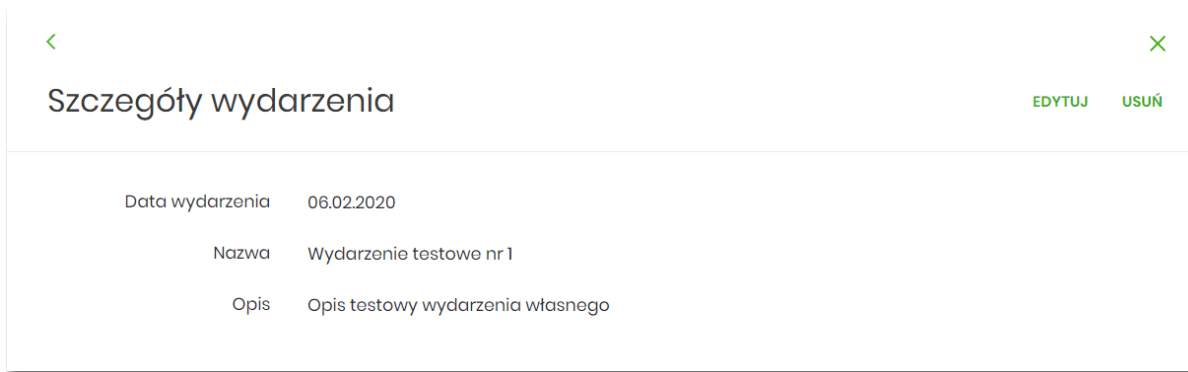 Szczegóły wydarzenia EDYTUJ USUŃ
Data wydarzenia 06.02.2020
Nazwa Wydarzenie testowe nr 1
Opis Opis testowy wydarzenia własnego